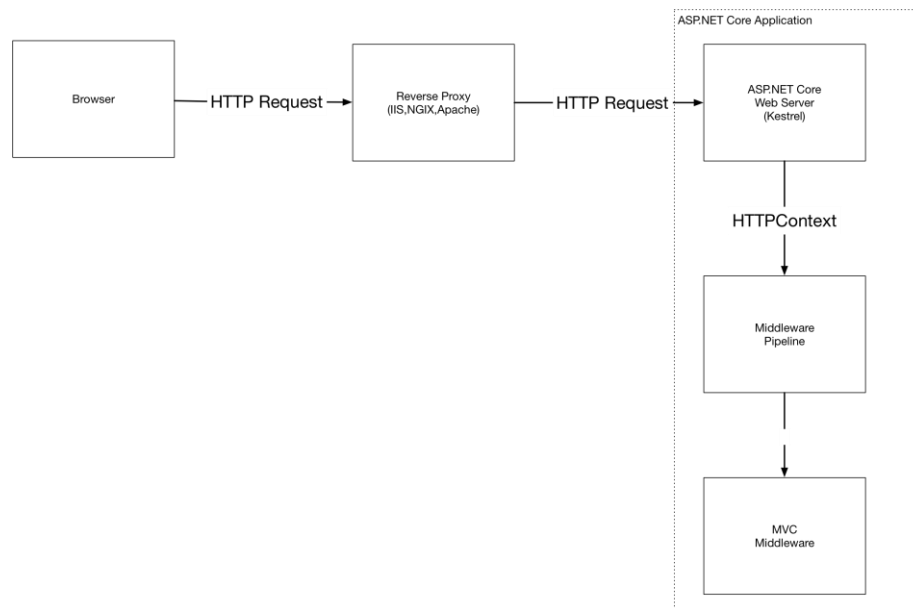 ASP.NET Core Application
Browser
HTTP Request
Reverse Proxy
(IIS,NGIX,Apache)
HTTP Request
ASP.NET Core
Web Server
(Kestrel)
HTTPContext
Middleware
Pipeline
MVC
Middleware